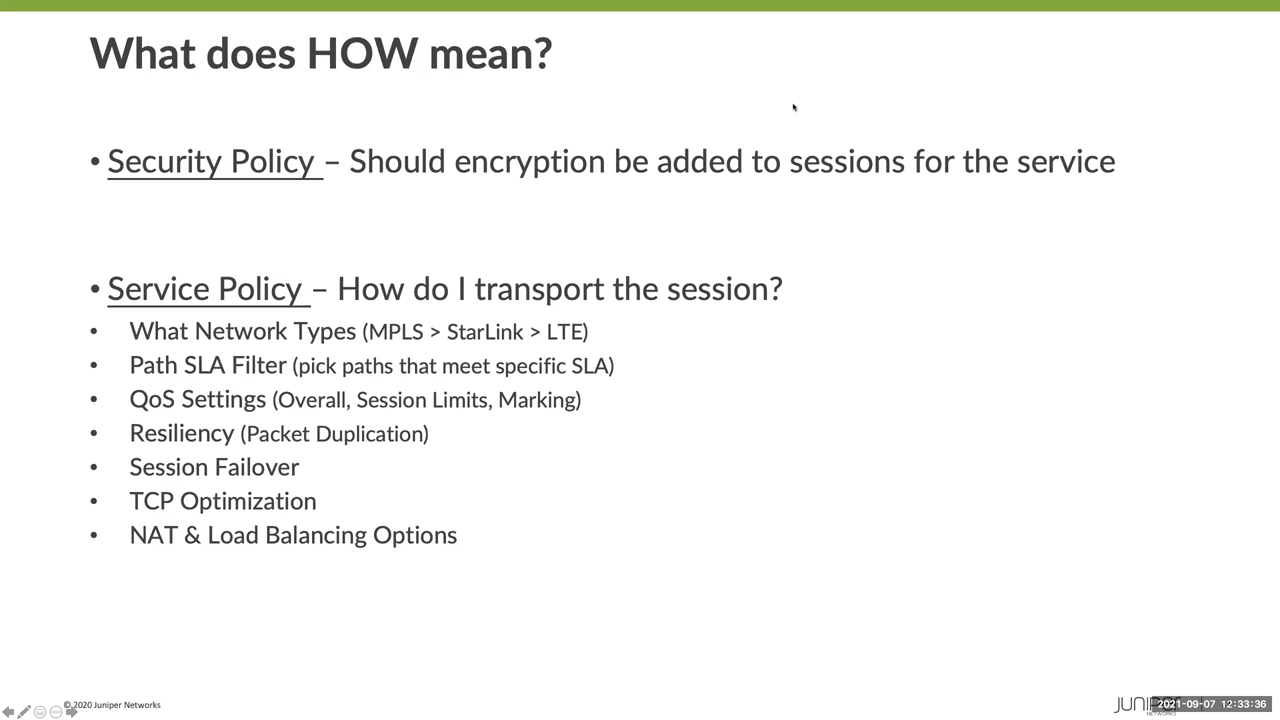 What does HOW mean?
• Security Policy – Should encryption be added to sessions for the service
• Service Policy – How do I transport the session?
• What Network Types (MPLS > StarLink > LTE)
• Path SLA Filter (pick paths that meet specific SLA)
• QoS Settings (Overall, Session Limits, Marking)
• Resiliency (Packet Duplication)
• Session Failover
• TCP Optimization
• NAT & Load Balancing Options
© 2020 Juniper Networks
JUNIPER
NETWORKS
2021-09-07 12:33:36